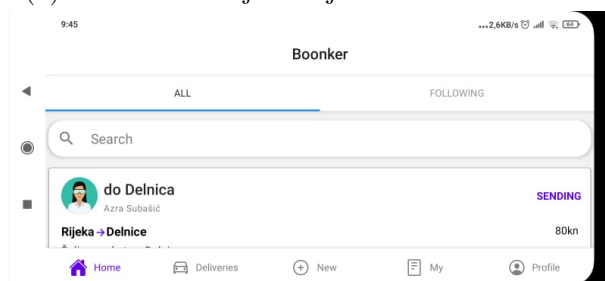 9:45 ...2,6KB/s 64
Boonker
ALL FOLLOWING
Search
do Delnica
Azra Subašić
SENDING
Rijeka→Delnice 80kn
Home Deliveries New My Profile